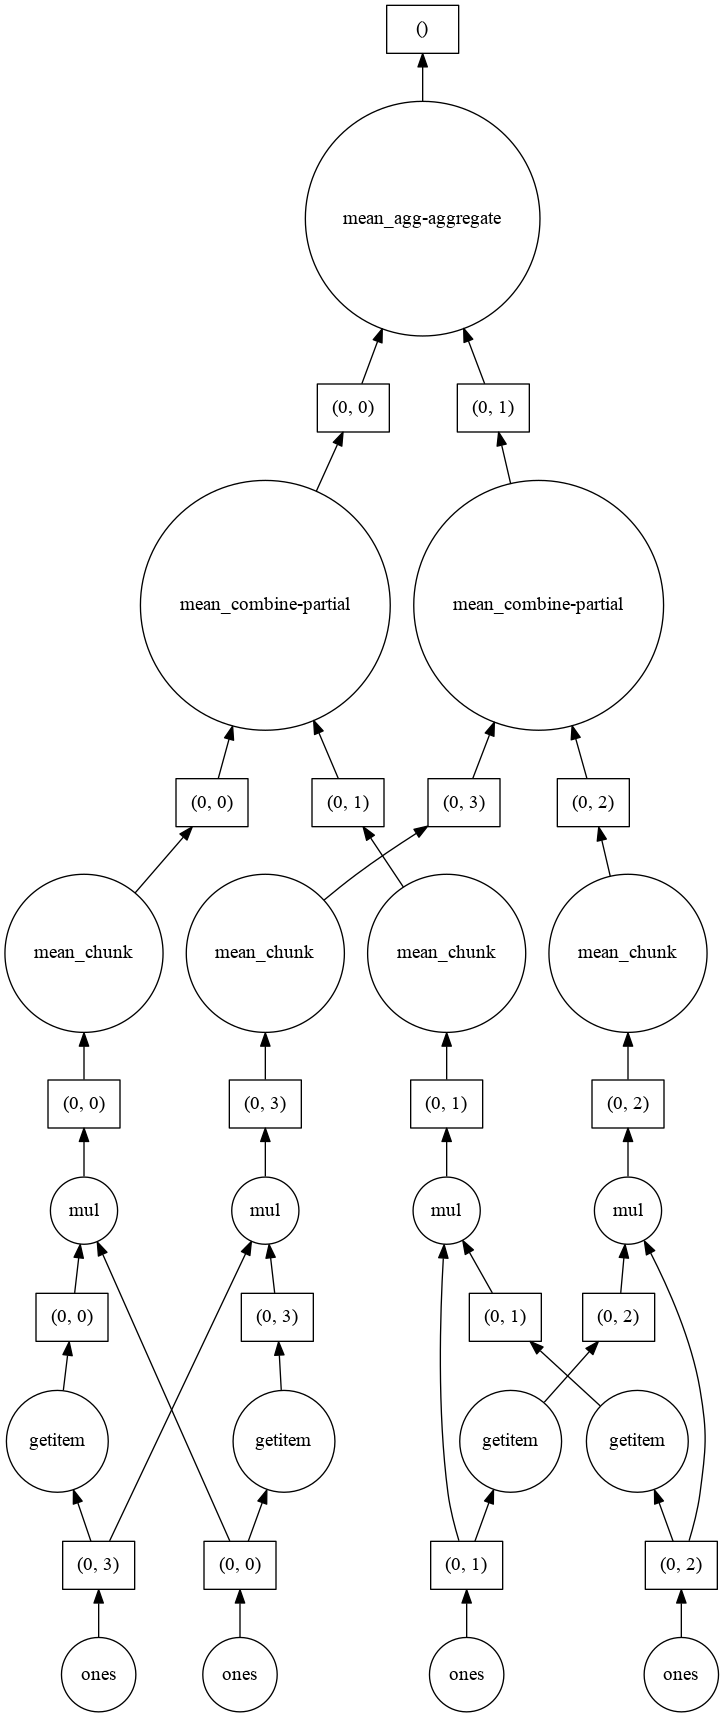 ()
mean_agg-aggregate
(0, 0)
(0, 1)
mean_combine-partial
mean_combine-partial
(0, 0)
(0, 1)
(0, 3)
(0, 2)
mean_chunk
mean_chunk
mean_chunk
mean_chunk
(0, 0)
(0, 3)
(0, 1)
(0, 2)
mul
mul
mul
mul
(0, 0)
(0, 3)
(0, 1)
(0, 2)
getitem
getitem
getitem
getitem
(0, 3)
(0, 0)
(0, 1)
(0, 2)
ones
ones
ones
ones